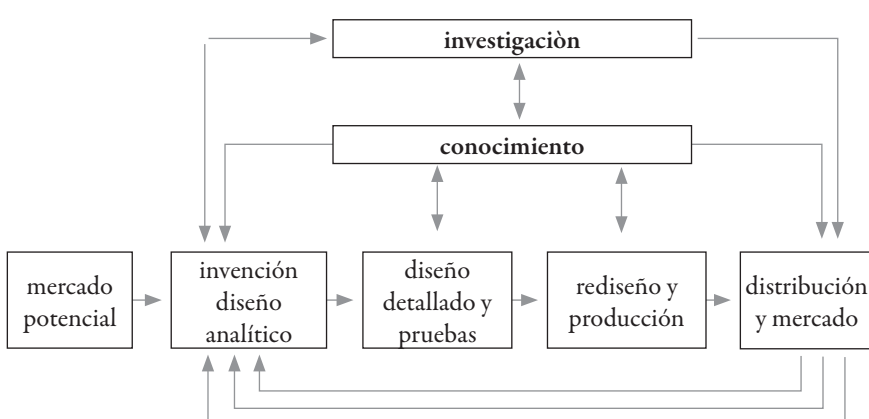 investigaciòn
conocimiento
mercado
potencial
invención
diseño
analítico
diseño
detallado y
pruebas
rediseño y
producción
distribución
y mercado